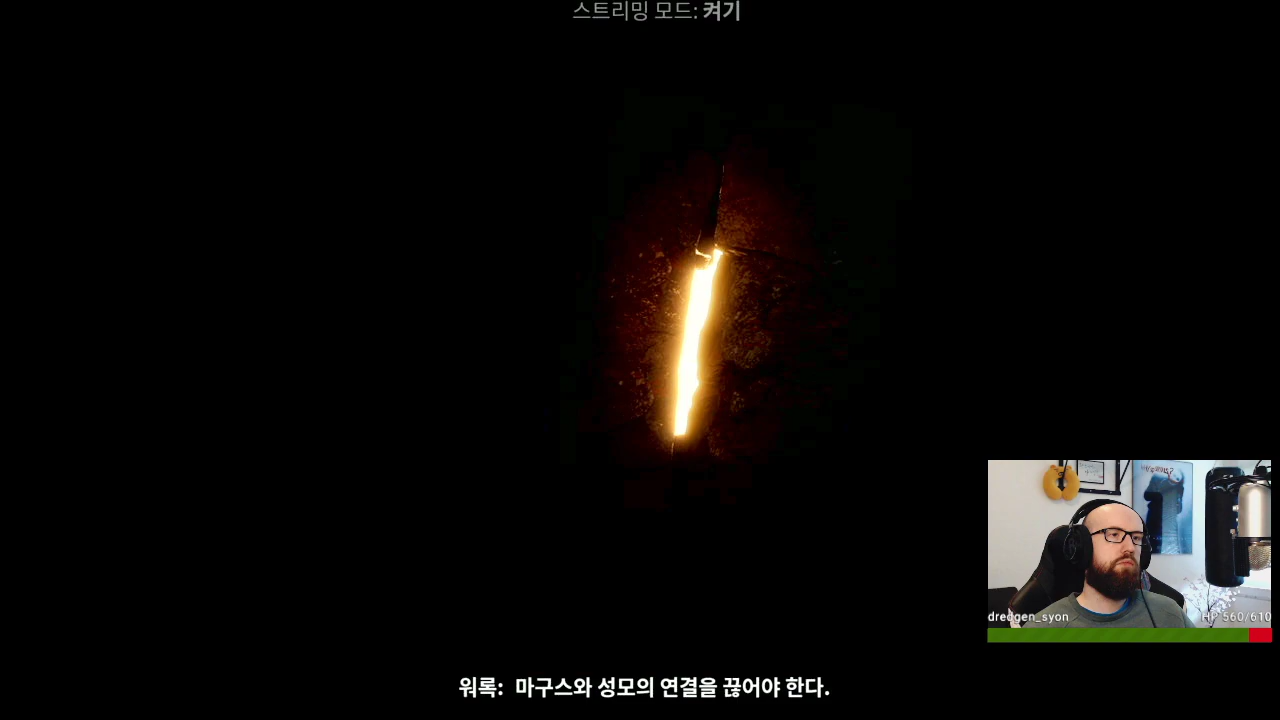 스트리밍 모드: 켜기
dredgen_syon
HP 560/610
워록: 마구스와 성모의 연결을 끊어야 한다.